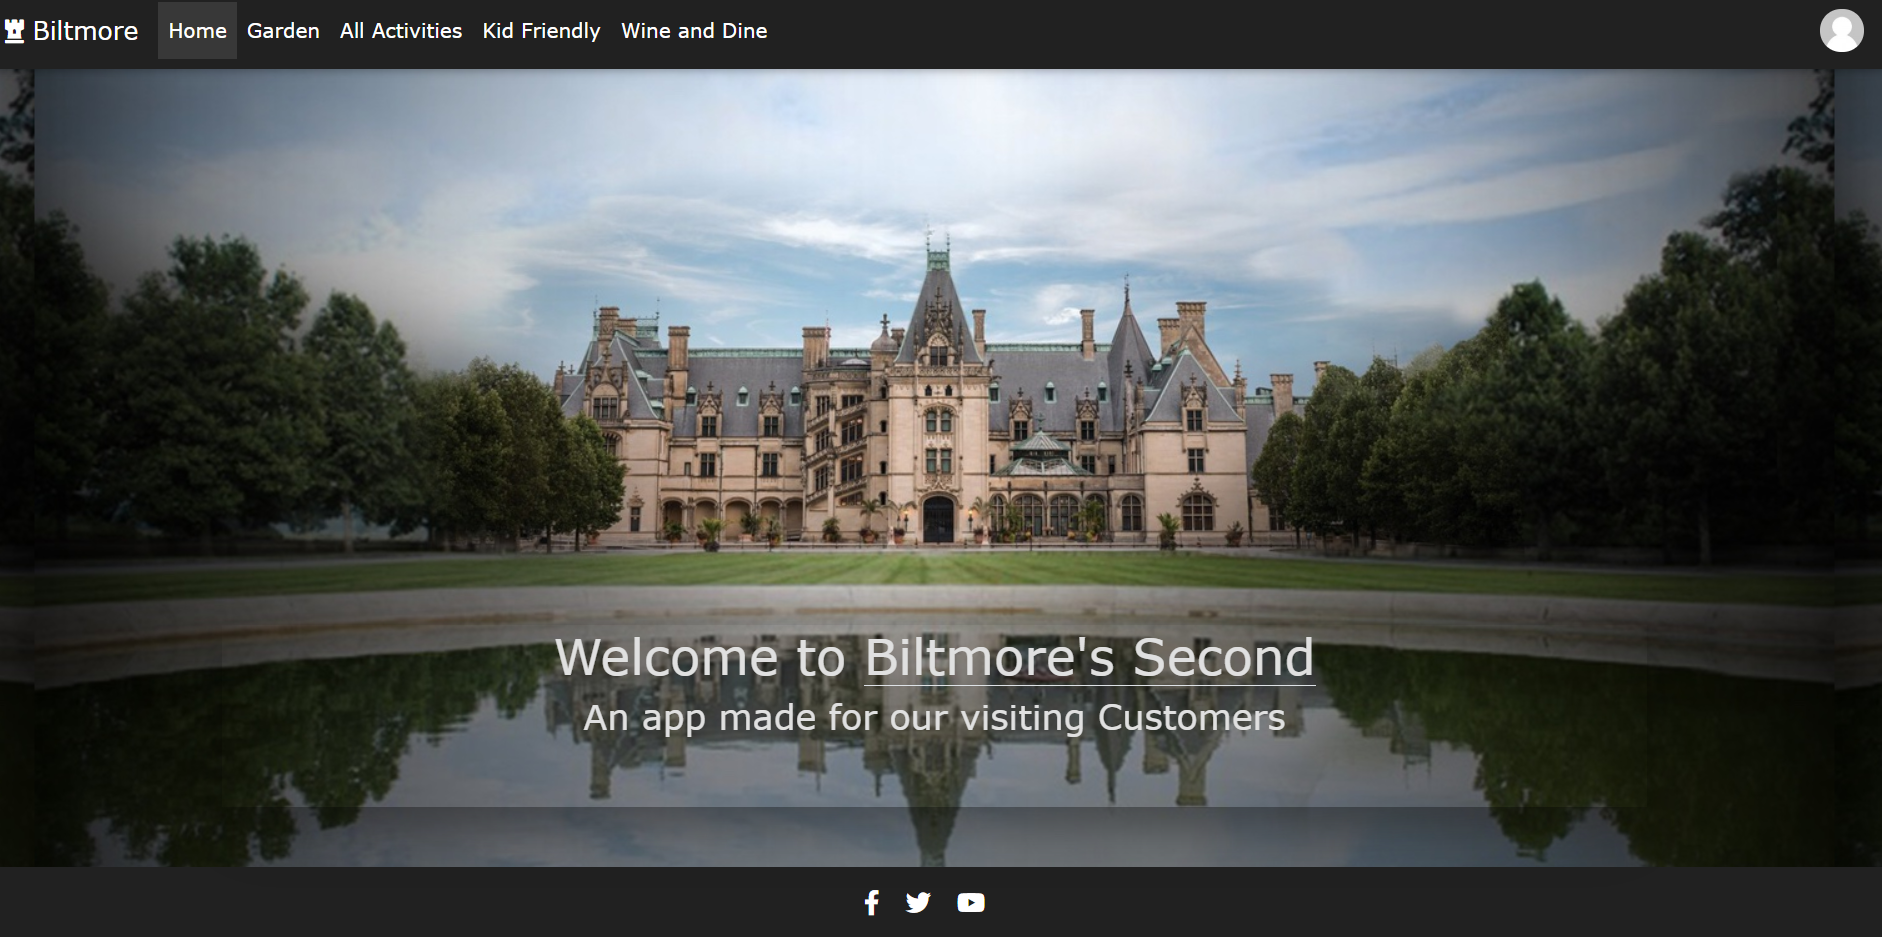 Biltmore Home Garden All Activities Kid Friendly Wine and Dine
Welcome to Biltmore's Second
An app made for our visiting Customers